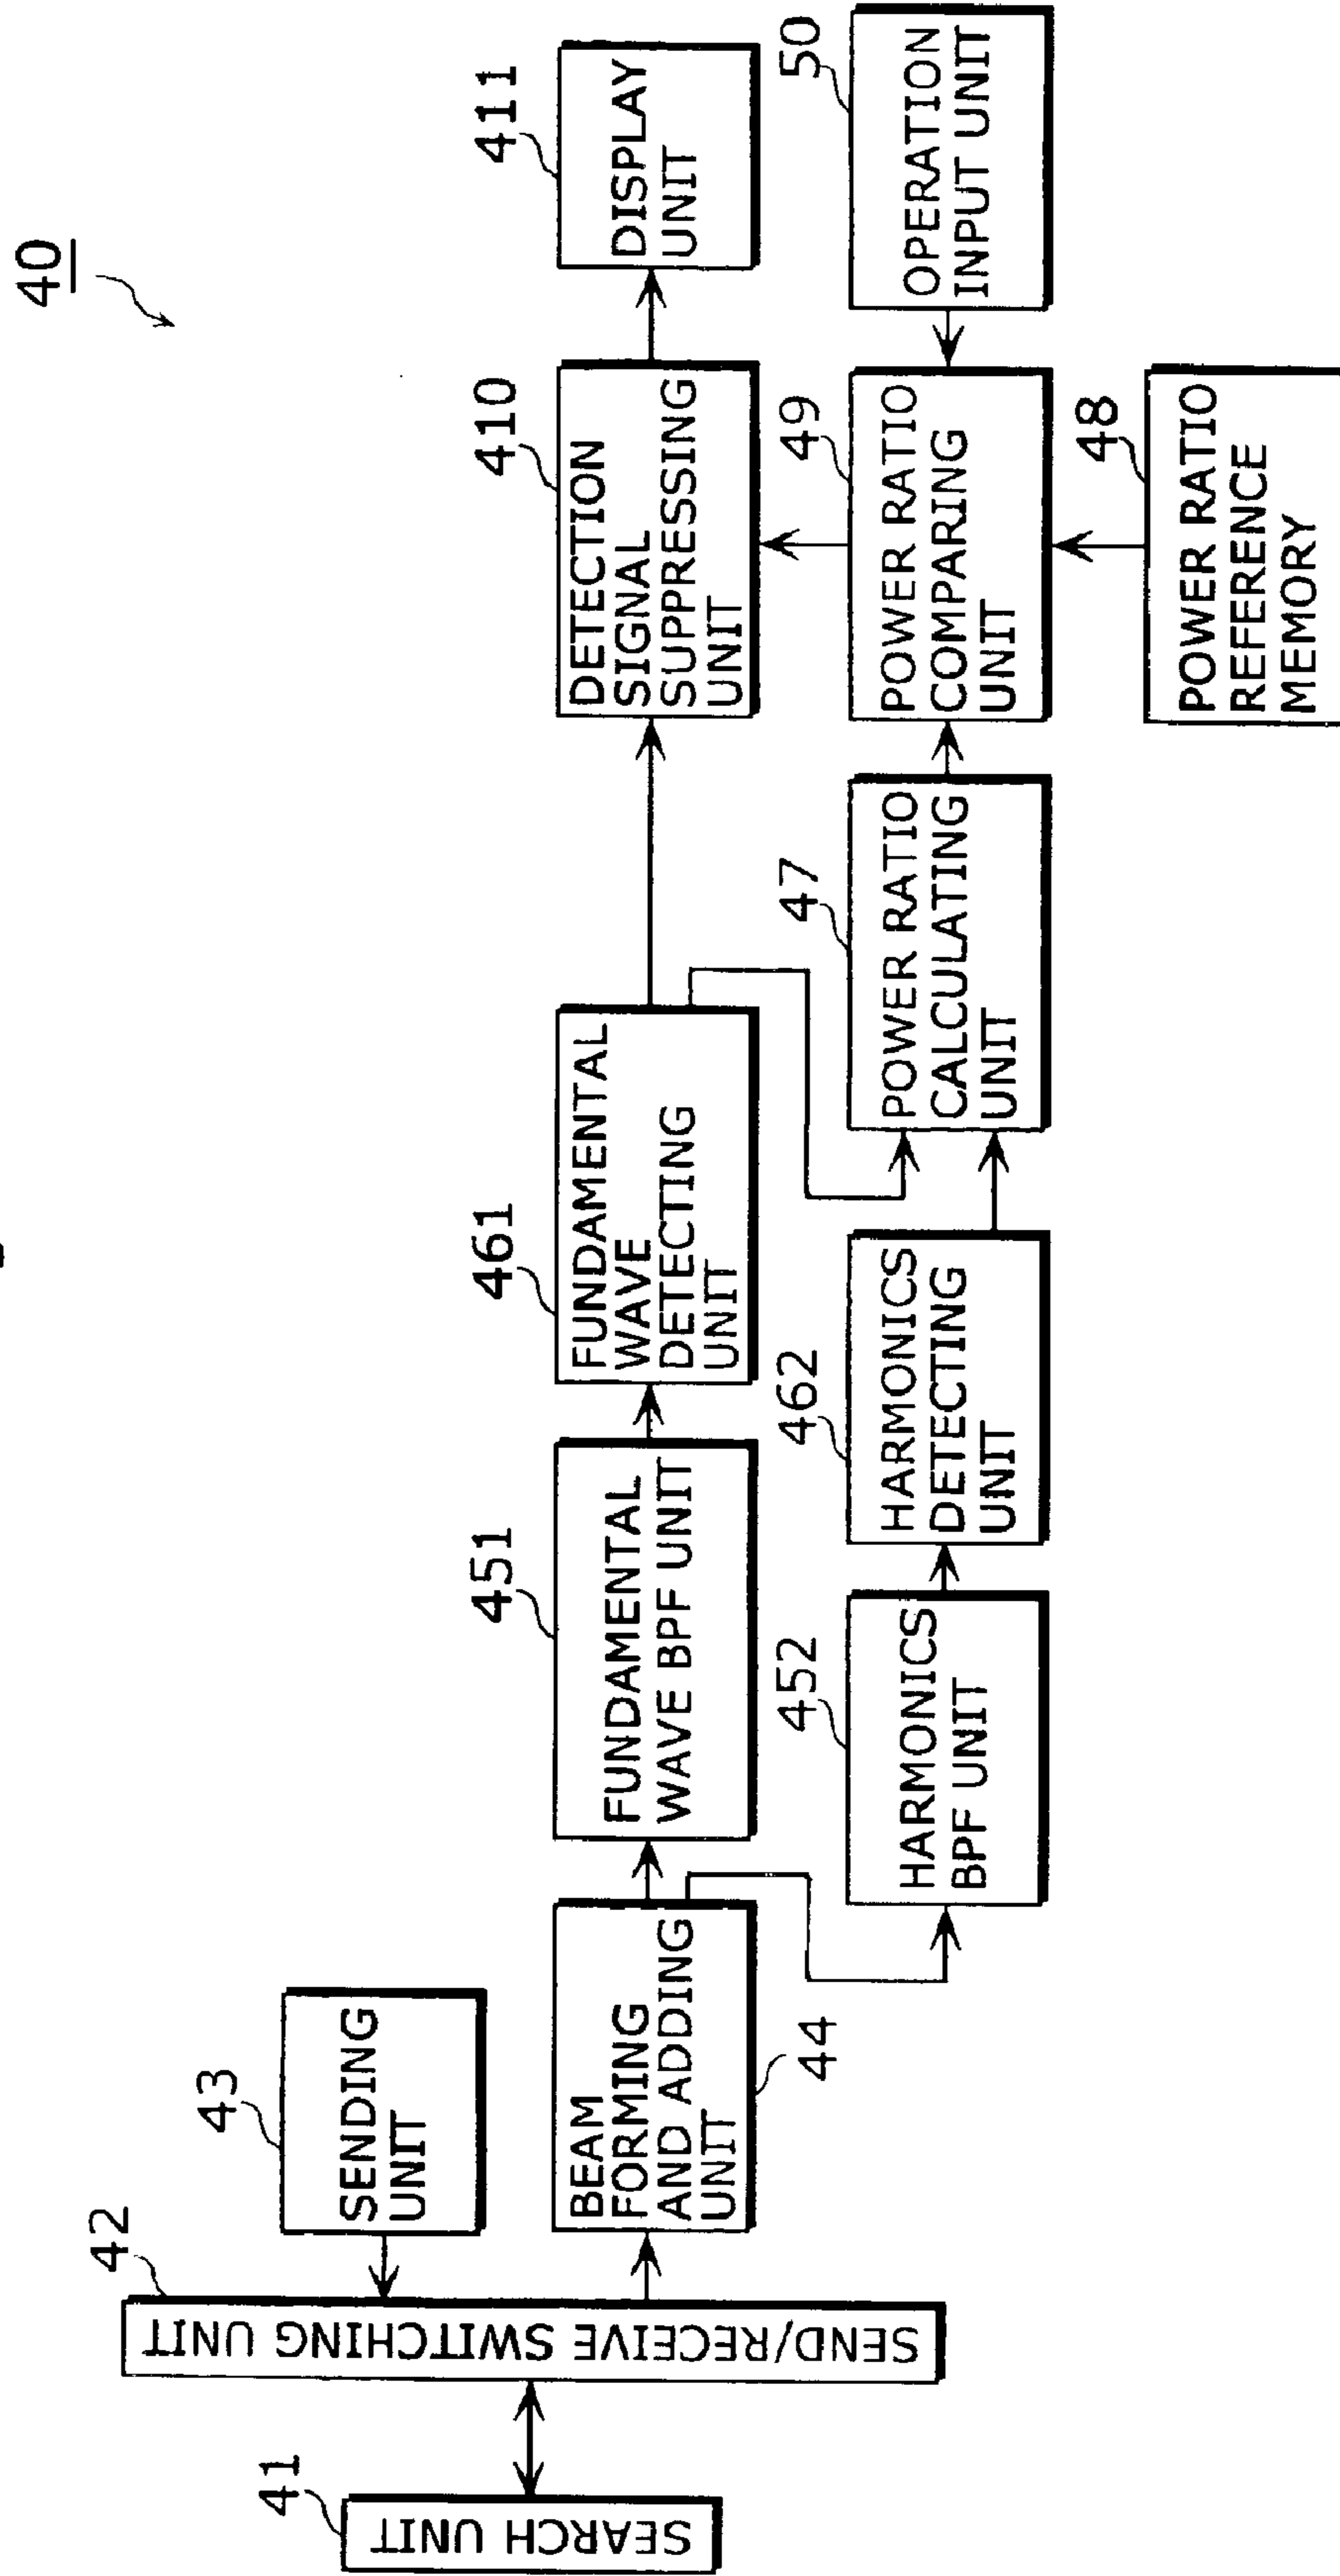 40
41
SEARCH UNIT
42
SEND/RECEIVE SWITCHING UNIT
43
SENDING
UNIT
44
BEAM
FORMING
AND ADDING
UNIT
451
FUNDAMENTAL
WAVE BPF UNIT
461
FUNDAMENTAL
WAVE
DETECTING
UNIT
410
DETECTION
SIGNAL
SUPPRESSING
UNIT
411
DISPLAY
UNIT
452
HARMONICS
BPF UNIT
462
HARMONICS
DETECTING
UNIT
47
POWER RATIO
CALCULATING
UNIT
49
POWER RATIO
COMPARING
UNIT
50
OPERATION
INPUT UNIT
48
POWER RATIO
REFERENCE
MEMORY